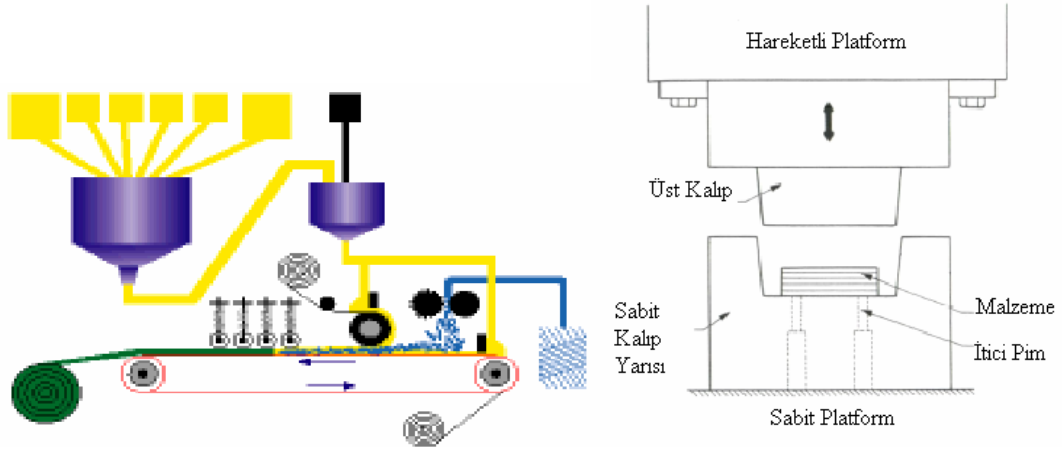 Hareketli Platform
Üst Kalıp
Sabit
Kalıp
Yarısı
Malzeme
İtici Pim
Sabit Platform